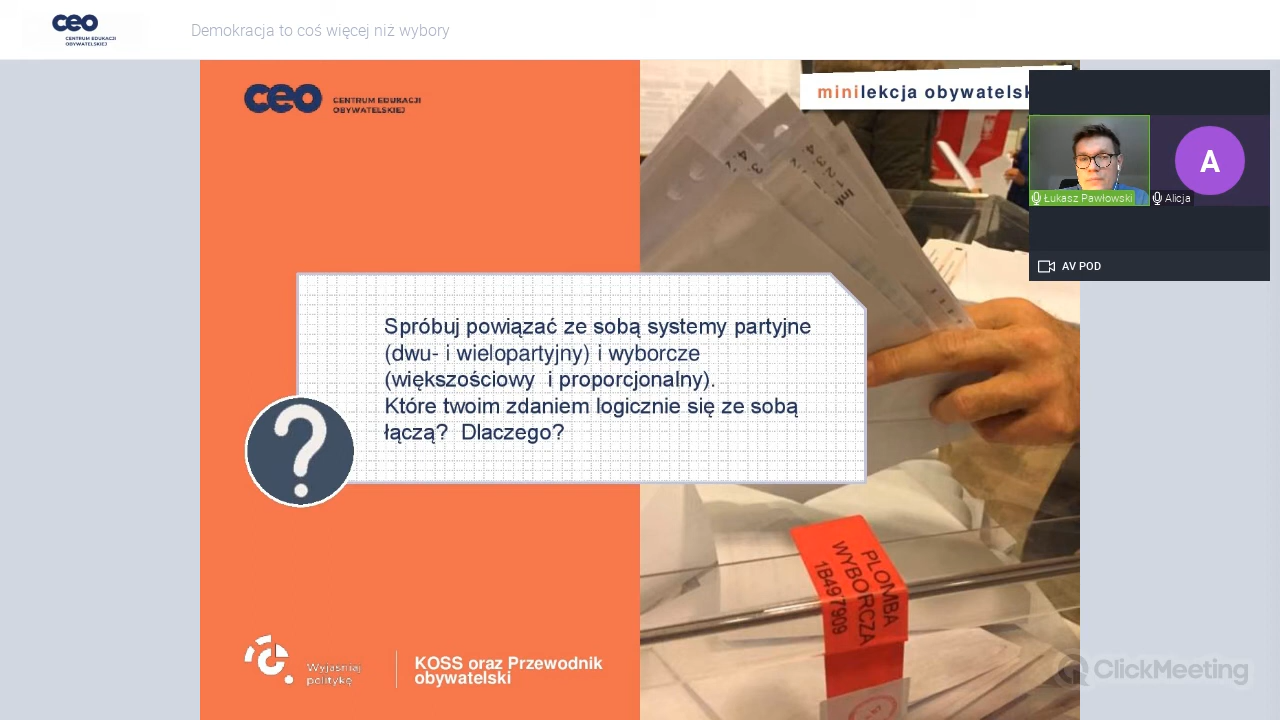 ceo
CENTRUM EDUKACJI
OBYWATELSKIEJ
Demokracja to coś więcej niż wybory
ceo
CENTRUM EDUKACJI
OBYWATELSKIEJ
minilekcja obywatelsk
A
Łukasz Pawłowski
Alicja
AV POD
Spróbuj powiązać ze sobą systemy partyjne
(dwu- i wielopartyjny) i wyborcze
(większościowy i proporcjonalny).
Które twoim zdaniem logicznie się ze sobą
łączą? Dlaczego?
?
PLOMBA
WYBORCZA
1B497909
Wyjaśniaj
politykę
KOSS oraz Przewodnik
obywatelski
ClickMeeting